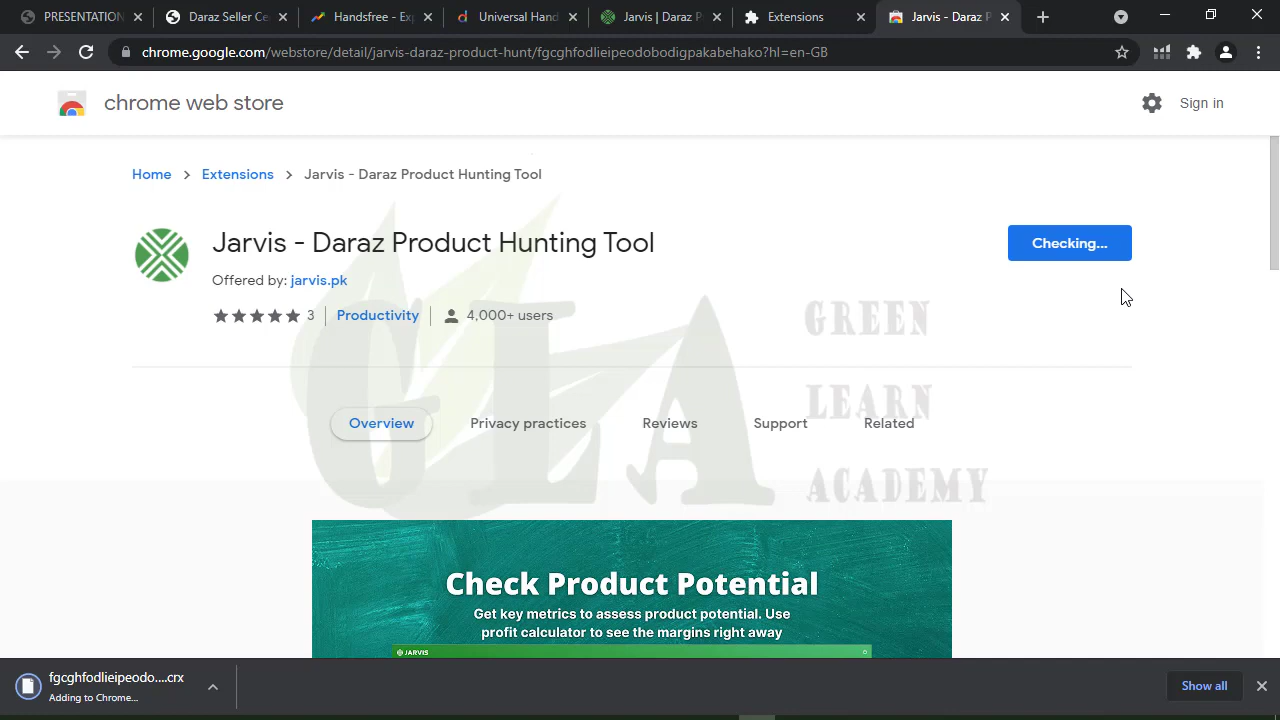 PRESENTATION
Daraz Seller Ce
Handsfree - Exp
Universal Hand
Jarvis | Daraz P
Extensions
Jarvis - Daraz P
chrome.google.com/webstore/detail/jarvis-daraz-product-hunt/fgcghfodlieipeodobodigpakabehako?hl=en-GB
chrome web store
Sign in
Home > Extensions > Jarvis - Daraz Product Hunting Tool
Jarvis - Daraz Product Hunting Tool
Checking...
Offered by: jarvis.pk
3 Productivity 4,000+ users
GLA
GREEN
LEARN
ACADEMY
Overview Privacy practices Reviews Support Related
Check Product Potential
Get key metrics to assess product potential. Use
profit calculator to see the margins right away
JARVIS
fgcghfodlieipeodo....crx
Adding to Chrome...
Show all